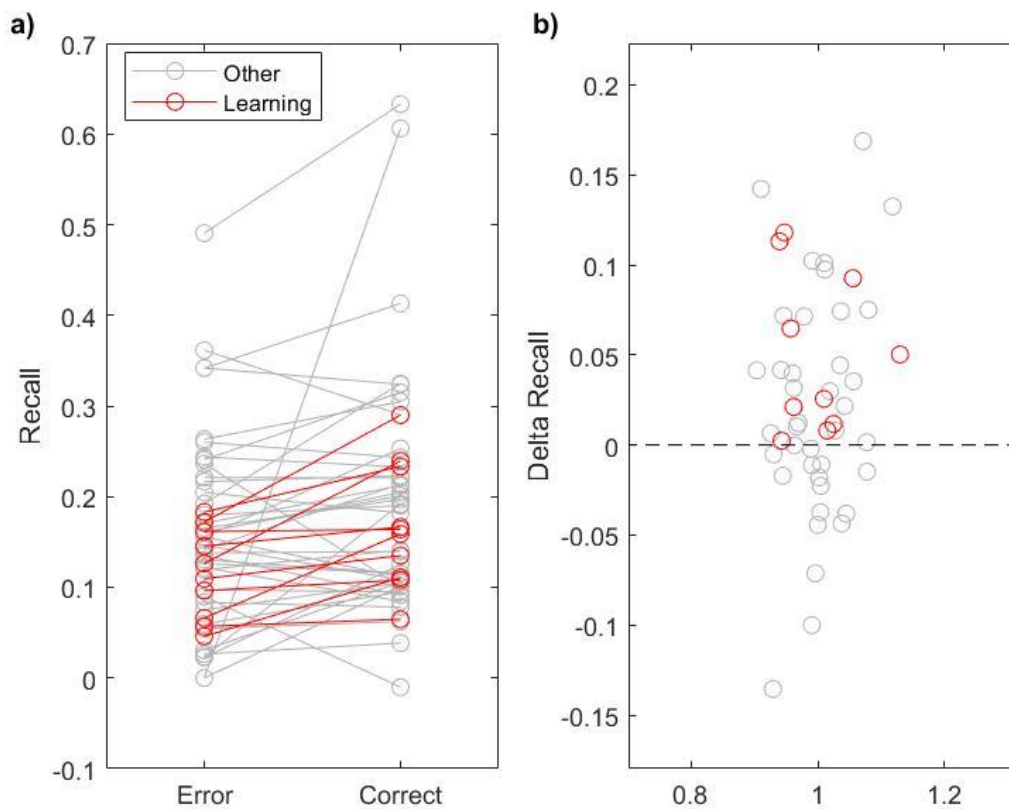 a)
Recall
0.7
0.6
0.5
0.4
0.3
0.2
0.1
0
-0.1
Other
Learning
Error Correct
b)
Delta Recall
0.2
0.15
0.1
0.05
0
-0.05
-0.1
-0.15
0.8 1 1.2